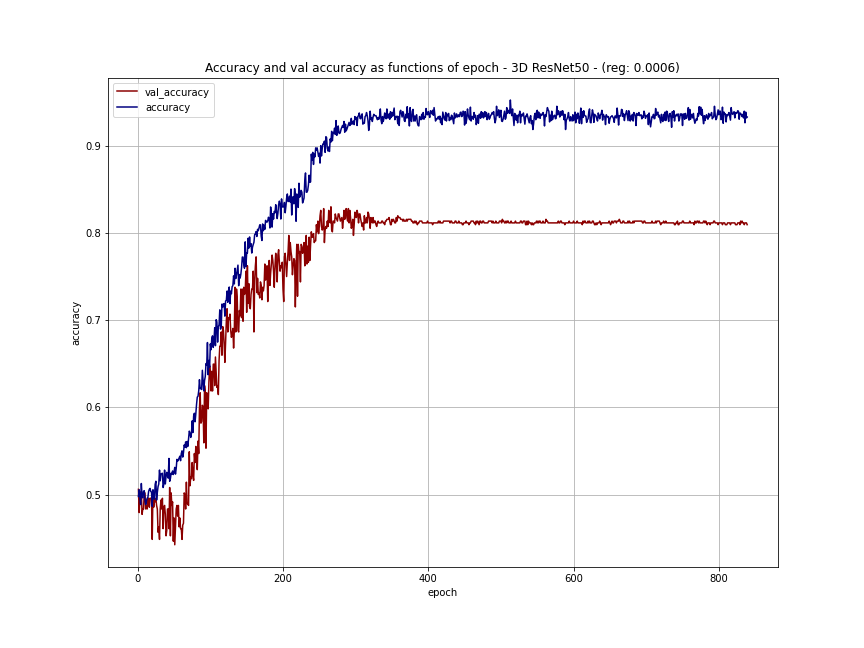 Accuracy and val accuracy as functions of epoch - 3D ResNet50 - (reg: 0.0006)
val_accuracy
accuracy
0.9
0.8
0.7
0.6
0.5
accuracy
0 200 400 600 800
epoch